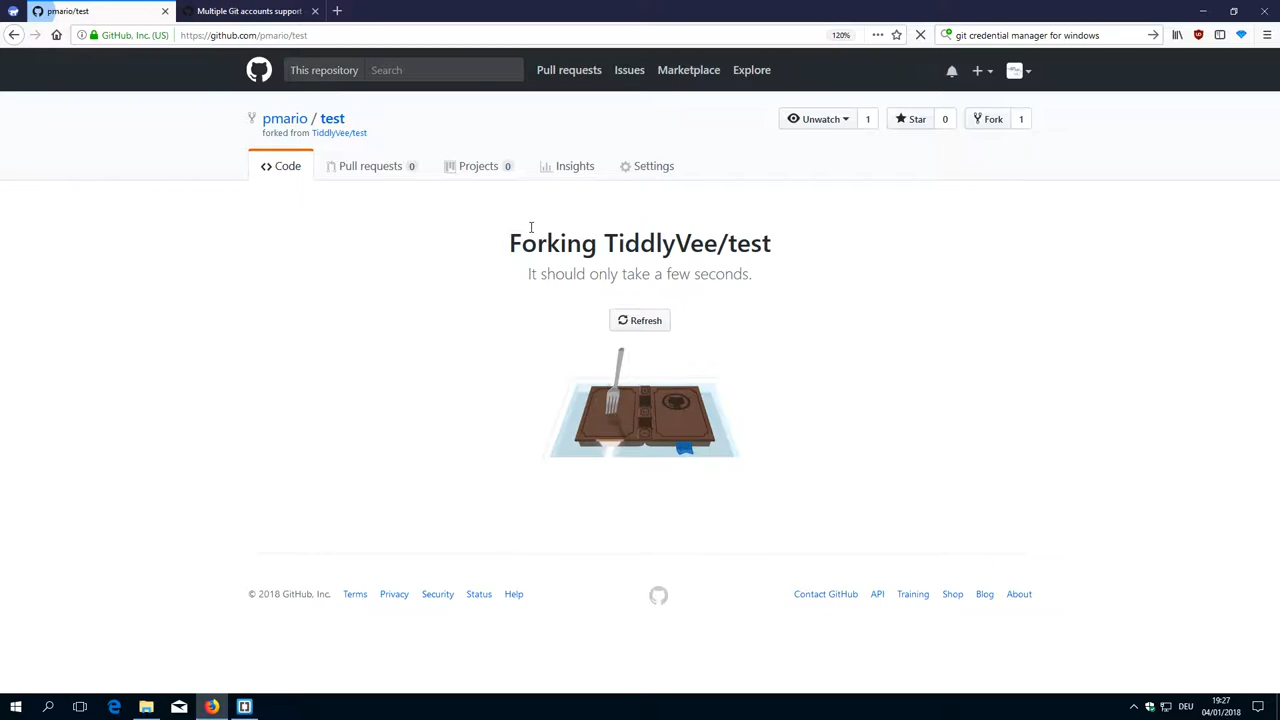 pmario/test
Multiple Git accounts support
GitHub, Inc. (US)
https://github.com/pmario/test
120%
git credential manager for windows
This repository
Search
Pull requests
Issues
Marketplace
Explore
pmario / test
forked from TiddlyVee/test
Unwatch 1
Star 0
Fork 1
Code
Pull requests 0
Projects 0
Insights
Settings
Forking TiddlyVee/test
It should only take a few seconds.
Refresh
© 2018 GitHub, Inc.
Terms
Privacy
Security
Status
Help
Contact GitHub
API
Training
Shop
Blog
About
DEU
19:27
04/01/2018